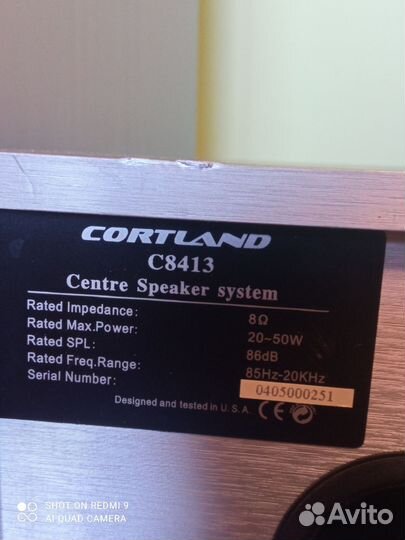 CORTLAND
C8413
Centre Speaker system
Rated Impedance: 8Ω
Rated Max.Power: 20~50W
Rated SPL: 86dB
Rated Freq.Range: 85Hz-20KHz
Serial Number: 0405000251
Designed and tested in U.S.A. CE
SHOT ON REDMI 9
AI QUAD CAMERA
Avito